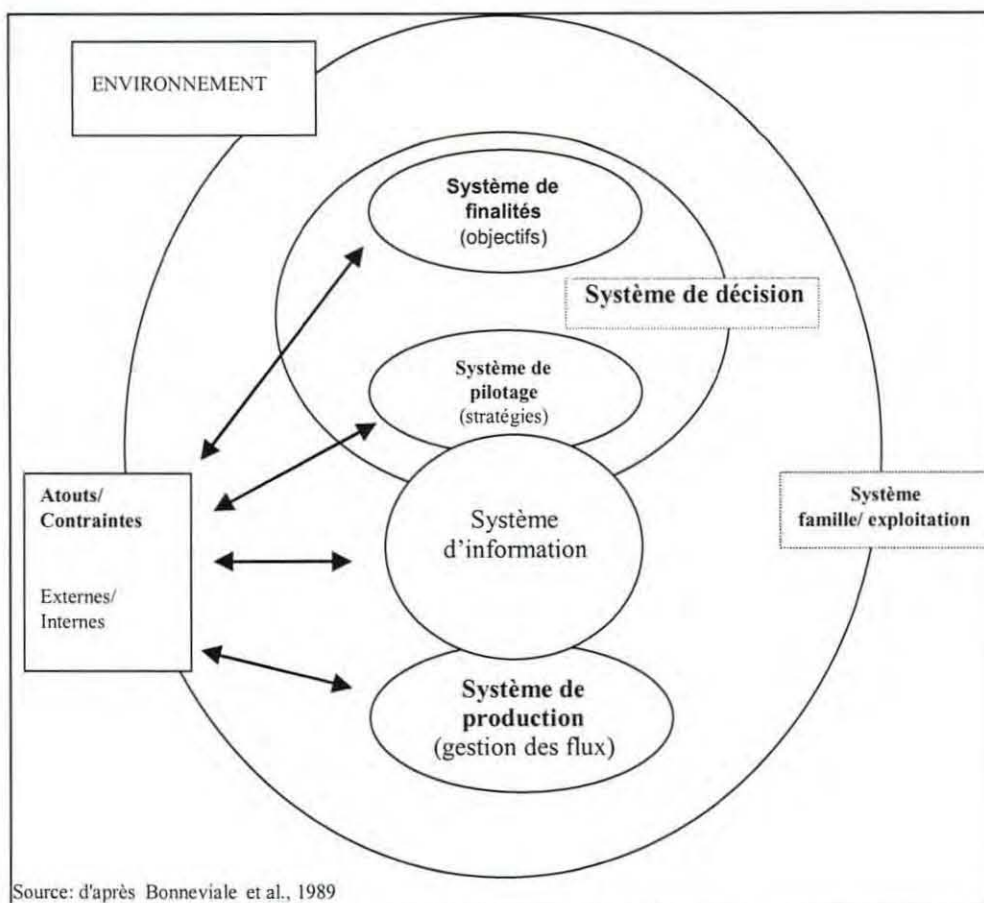 ENVIRONNEMENT
Système de
finalités
(objectifs)
Système de décision
Système de
pilotage
(stratégies)
Atouts/
Contraintes
Externes/
Internes
Système
d'information
Système
famille/ exploitation
Système de
production
(gestion des flux)
Source: d'après Bonneviale et al., 1989